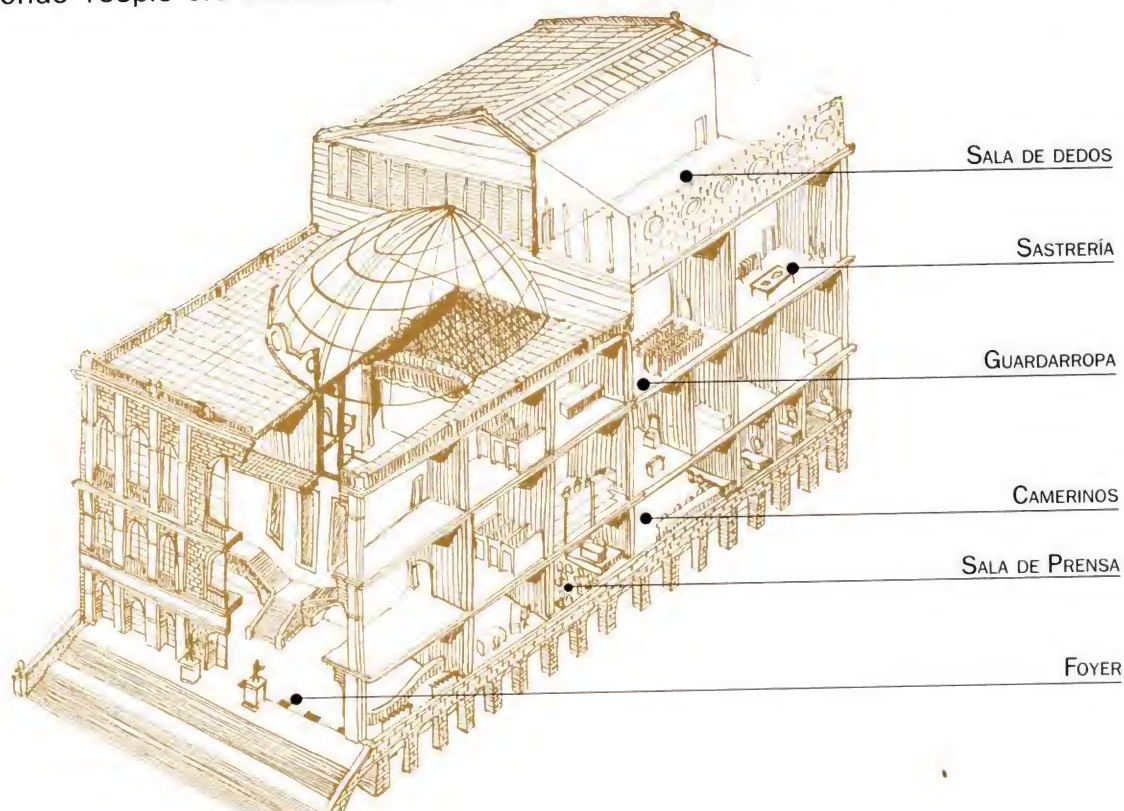 SALA DE DEDOS
SASTRERÍA
GUARDARROPA
CAMERINOS
SALA DE PRENSA
FOYER